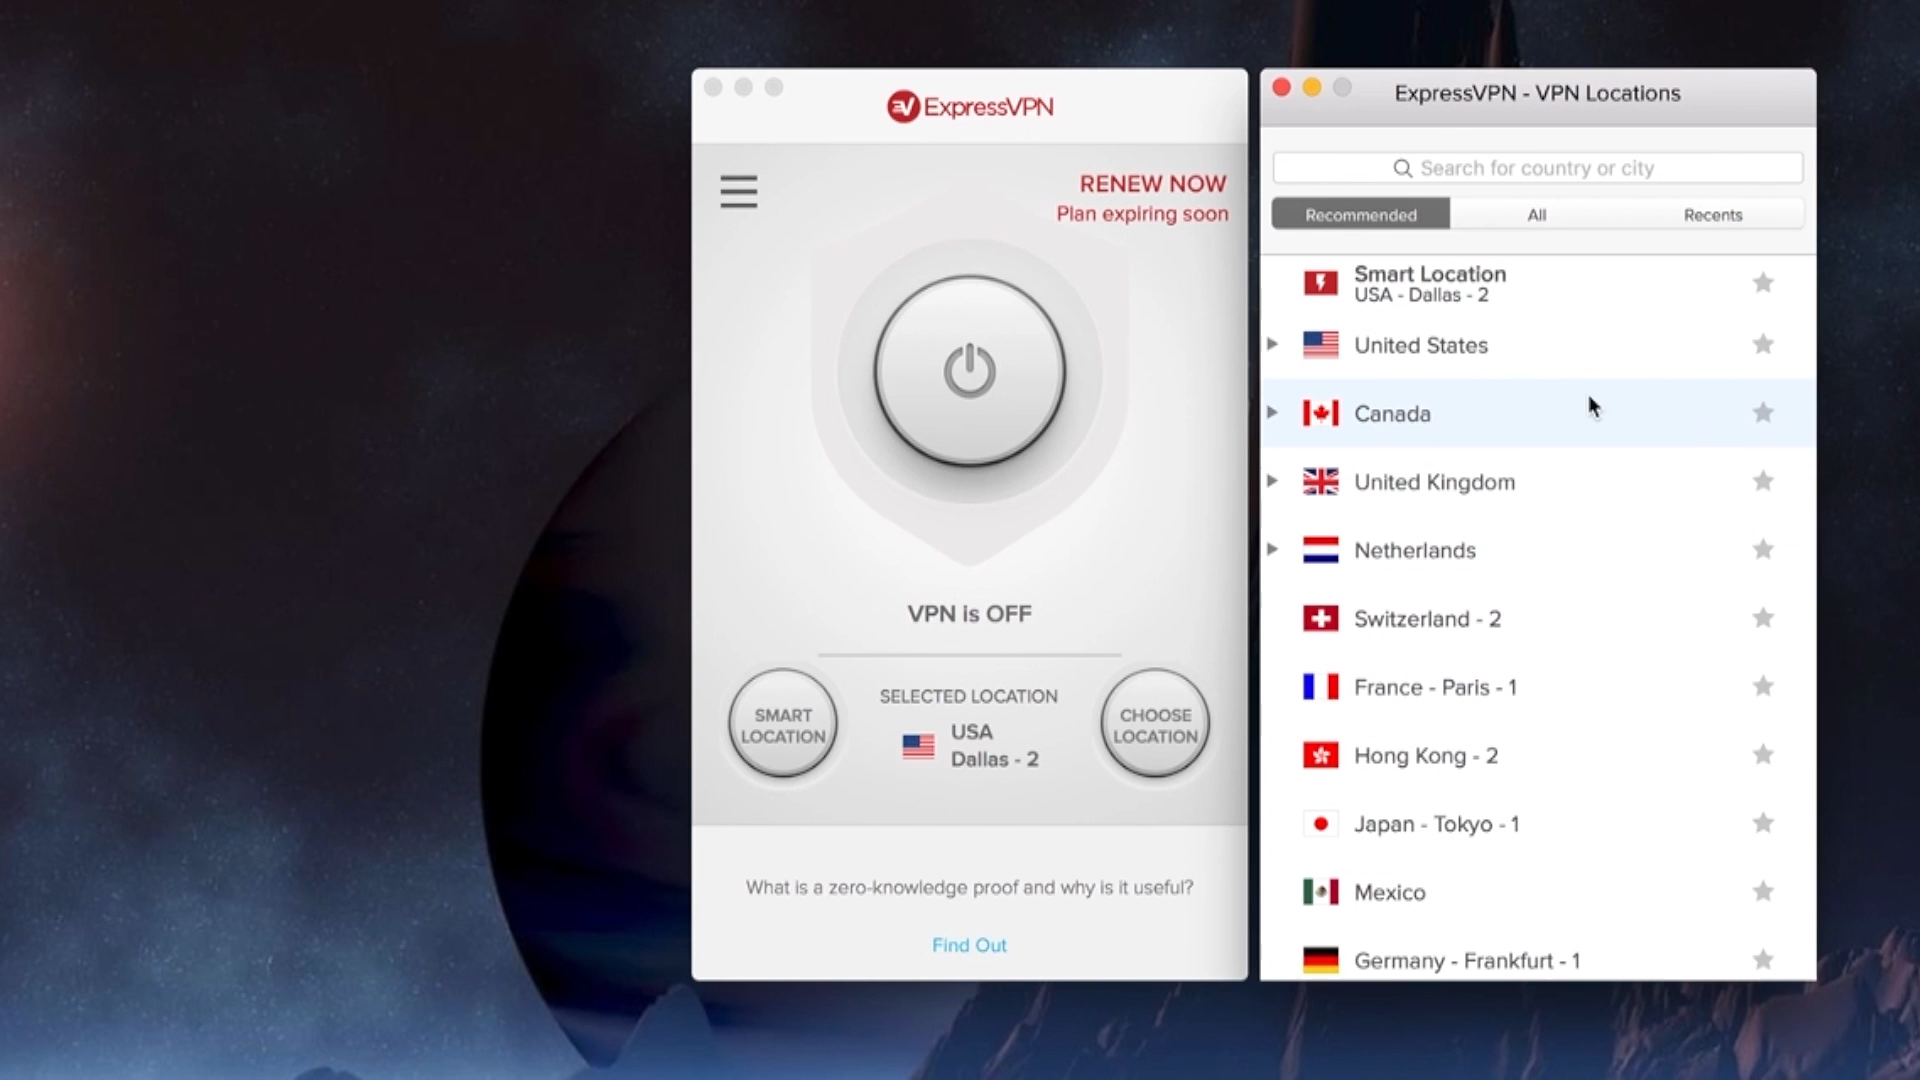 ExpressVPN
RENEW NOW
Plan expiring soon
VPN is OFF
SMART
LOCATION
SELECTED LOCATION
USA
Dallas - 2
CHOOSE
LOCATION
What is a zero-knowledge proof and why is it useful?
Find Out
ExpressVPN - VPN Locations
Search for country or city
Recommended All Recents
Smart Location
USA - Dallas - 2
United States
Canada
United Kingdom
Netherlands
Switzerland - 2
France - Paris - 1
Hong Kong - 2
Japan - Tokyo - 1
Mexico
Germany - Frankfurt - 1